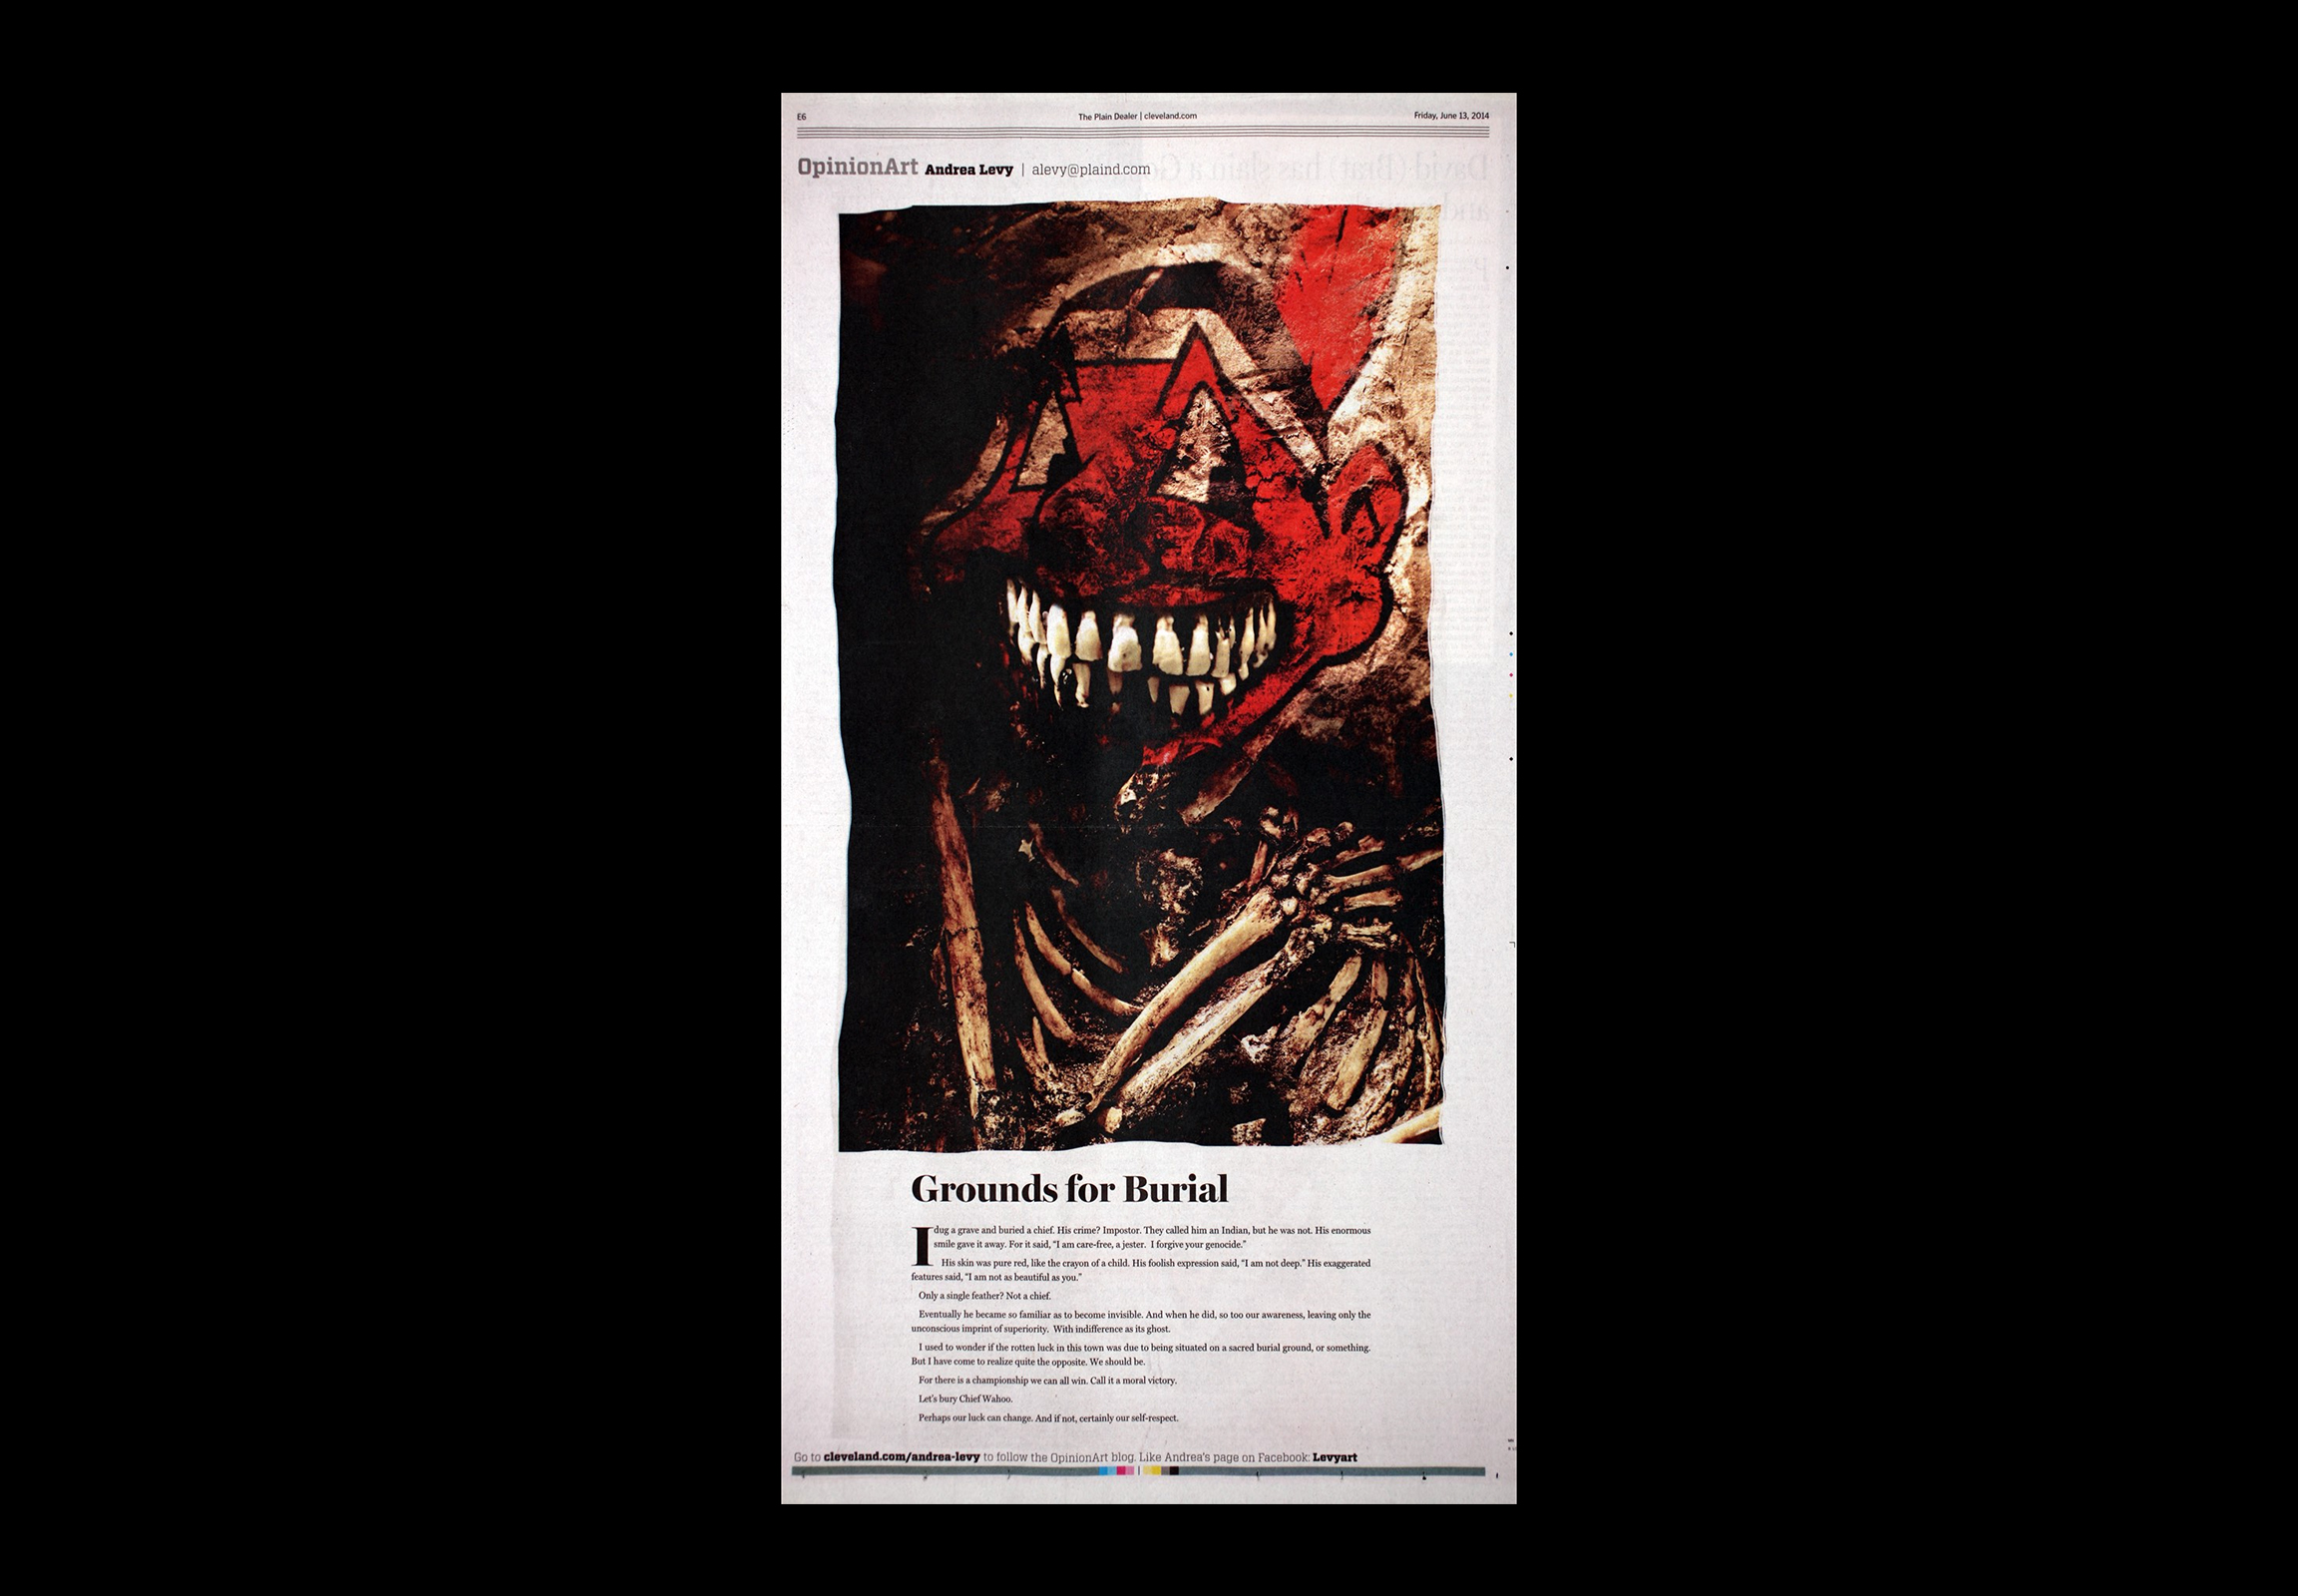 E6
The Plain Dealer | cleveland.com
Friday, June 13, 2014
OpinionArt Andrea Levy | alevy@plaind.com
David (Brat) has slain a
and
Grounds for Burial
I dug a grave and buried a chief. His crime? Impostor. They called him an Indian, but he was not. His enormous
smile gave it away. For it said, “I am care-free, a jester.  I forgive your genocide.”
His skin was pure red, like the crayon of a child. His foolish expression said, “I am not deep.” His exaggerated
features said, “I am not as beautiful as you.”
Only a single feather? Not a chief.
Eventually he became so familiar as to become invisible. And when he did, so too our awareness, leaving only the
unconscious imprint of superiority.  With indifference as its ghost.
I used to wonder if the rotten luck in this town was due to being situated on a sacred burial ground, or something.
But I have come to realize quite the opposite. We should be.
For there is a championship we can all win. Call it a moral victory.
Let’s bury Chief Wahoo.
Perhaps our luck can change. And if not, certainly our self-respect.
Go to cleveland.com/andrea-levy to follow the OpinionArt blog. Like Andrea’s page on Facebook: Levyart